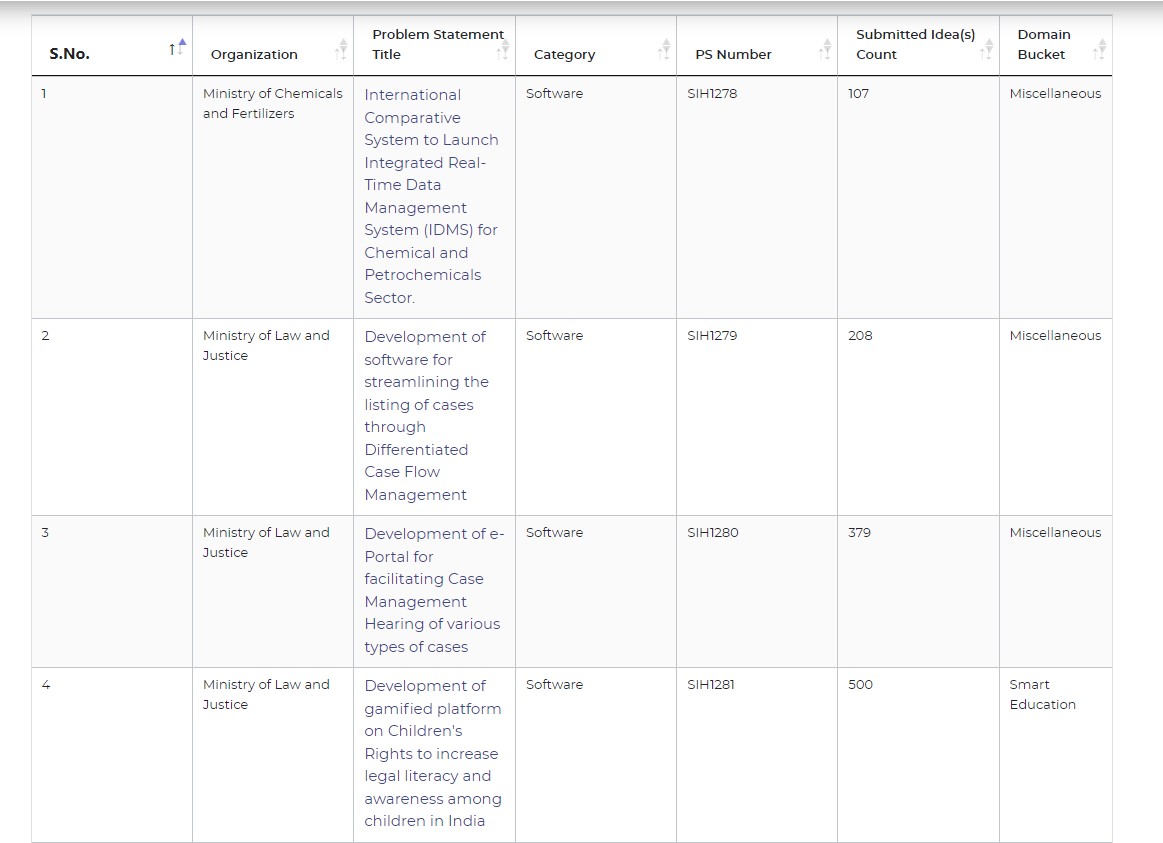 S.No.
Organization
Problem Statement
Title
Category
PS Number
Submitted Idea(s)
Count
Domain
Bucket
1
Ministry of Chemicals
and Fertilizers
International
Comparative
System to Launch
Integrated Real-
Time Data
Management
System (IDMS) for
Chemical and
Petrochemicals
Sector.
Software
SIH1278
107
Miscellaneous
2
Ministry of Law and
Justice
Development of
software for
streamlining the
listing of cases
through
Differentiated
Case Flow
Management
Software
SIH1279
208
Miscellaneous
3
Ministry of Law and
Justice
Development of e-
Portal for
facilitating Case
Management
Hearing of various
types of cases
Software
SIH1280
379
Miscellaneous
4
Ministry of Law and
Justice
Development of
gamified platform
on Children's
Rights to increase
legal literacy and
awareness among
children in India
Software
SIH1281
500
Smart
Education